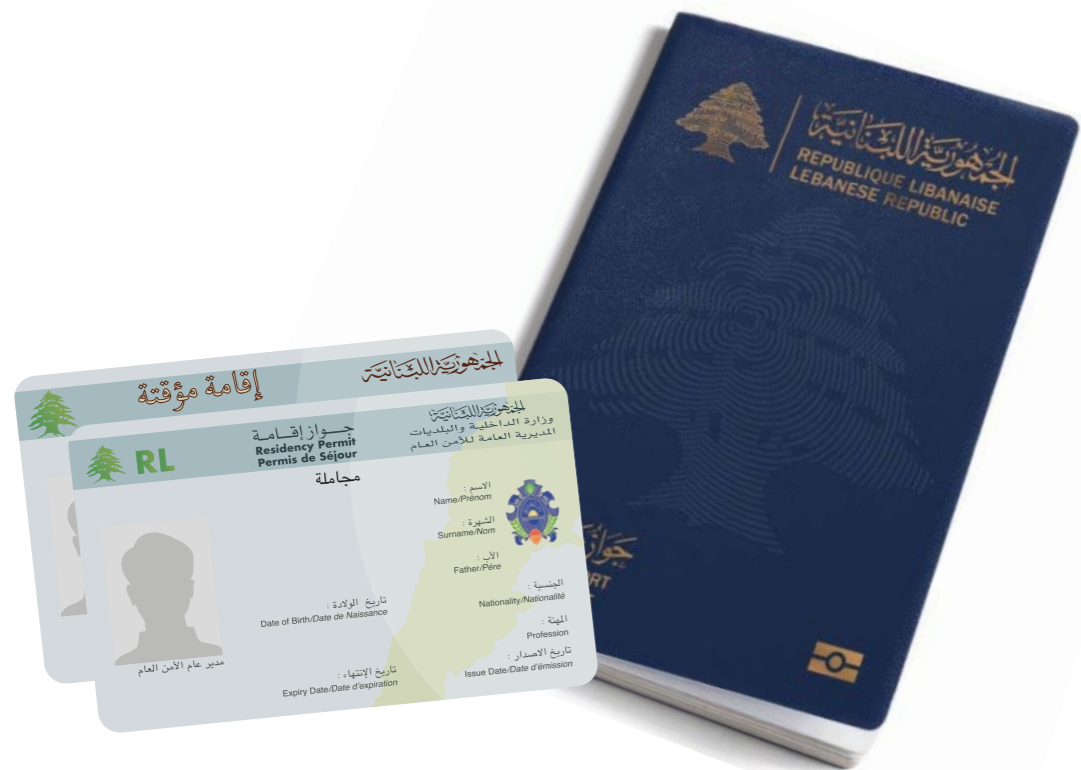 الجمهورية اللبنانية
REPUBLIQUE LIBANAISE
LEBANESE REPUBLIC
جواز
RT
إقامة مؤقتة
الجمهورية اللبنانية
RL
جـــواز إقــامــة
Residency Permit
Permis de Séjour
الجمهورية اللبنانية
وزارة الداخلية والبلديات
المديرية العامة للأمن العام
مجاملة
الاسم :
Name/Prénom
الشهرة :
Surname/Nom
الأب :
Father/Père
الجنسية :
Nationality/Nationalité
تاريخ الولادة :
Date of Birth/Date de Naissance
المهنة :
Profession
تاريخ الاصدار :
Issue Date/Date d'émission
تاريخ الإنتهاء :
Expiry Date/Date d'expiration
مدير عام الأمن العام